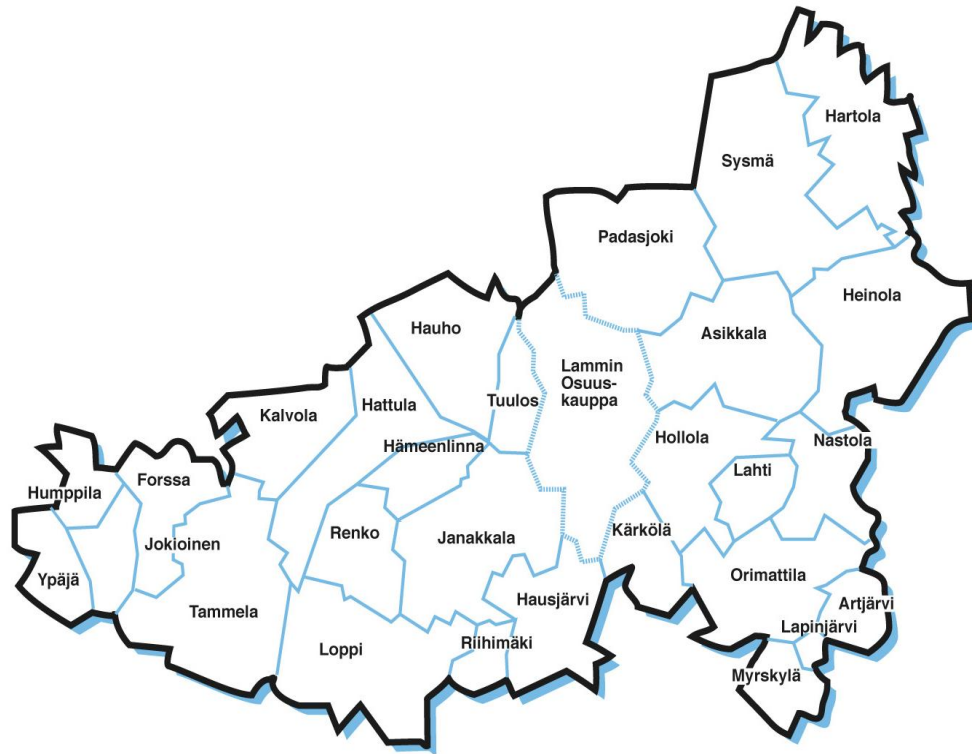 Hartola
Sysmä
Padasjoki
Heinola
Hauho
Asikkala
Lammin
Osuus-
kauppa
Kalvola
Hattula
Tuulos
Hollola
Nastola
Hämeenlinna
Lahti
Forssa
Humppila
Renko
Janakkala
Kärkölä
Jokioinen
Ypäjä
Orimattila
Tammela
Hausjärvi
Artjärvi
Lapinjärvi
Loppi
Riihimäki
Myrskylä